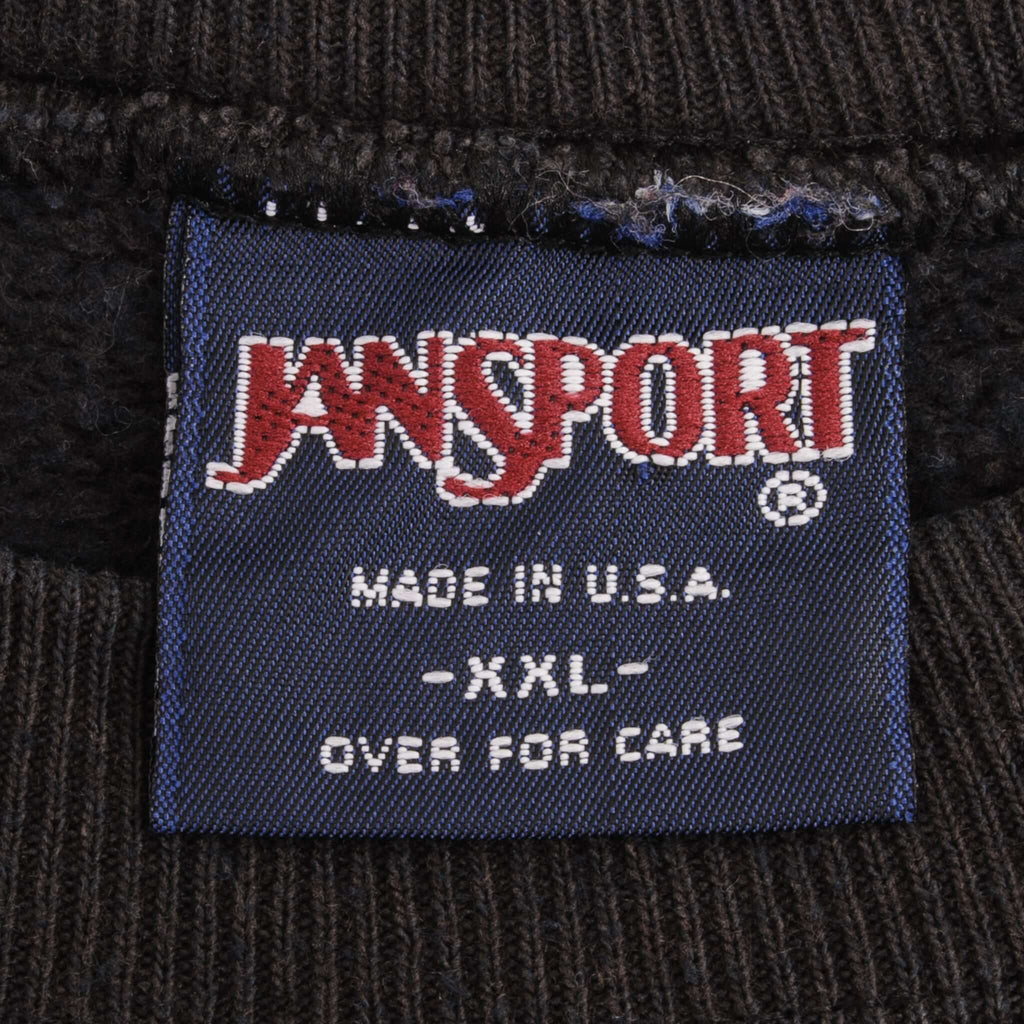 JANSPORT®
MADE IN U.S.A.
-XXL-
OVER FOR CARE